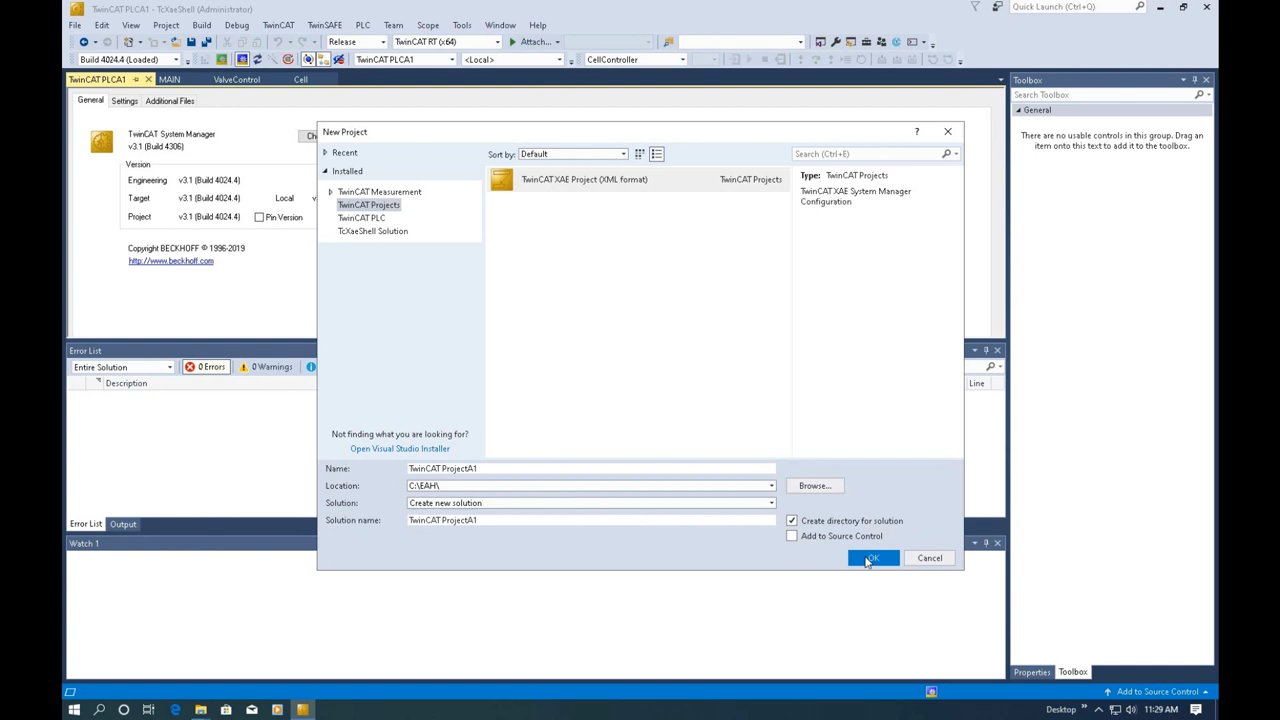 TwinCAT PLCA1 - TcXaeShell (Administrator)
Quick Launch (Ctrl+Q)
File Edit View Project Build Debug TwinCAT TwinSAFE PLC Team Scope Tools Window Help
Release TwinCAT RT (x64) Attach...
Build 4024.4 (Loaded) TwinCAT PLCA1 <Local> CellController
TwinCAT PLCA1 MAIN ValveControl Cell
General Settings Additional Files
TwinCAT System Manager
v3.1 (Build 4306)
Version
Engineering v3.1 (Build 4024.4)
Target v3.1 (Build 4024.4) Local
Project v3.1 (Build 4024.4) Pin Version
Copyright BECKHOFF © 1996-2019
http://www.beckhoff.com
New Project
? 
Recent
Installed
TwinCAT Measurement
TwinCAT Projects
TwinCAT PLC
TcXaeShell Solution
Not finding what you are looking for?
Open Visual Studio Installer
Sort by: Default
TwinCAT XAE Project (XML format) TwinCAT Projects
Search (Ctrl+E)
Type: TwinCAT Projects
TwinCAT XAE System Manager
Configuration
Name: TwinCAT ProjectA1
Location: C:\EAH\ Browse...
Solution: Create new solution
Solution name: TwinCAT ProjectA1
Create directory for solution
Add to Source Control
OK Cancel
Toolbox
Search Toolbox
General
There are no usable controls in this group. Drag an
item onto this text to add it to the toolbox.
Error List
Entire Solution 0 Errors 0 Warnings
Description Line
Error List Output
Watch 1
Properties Toolbox
Add to Source Control
Desktop 11:29 AM